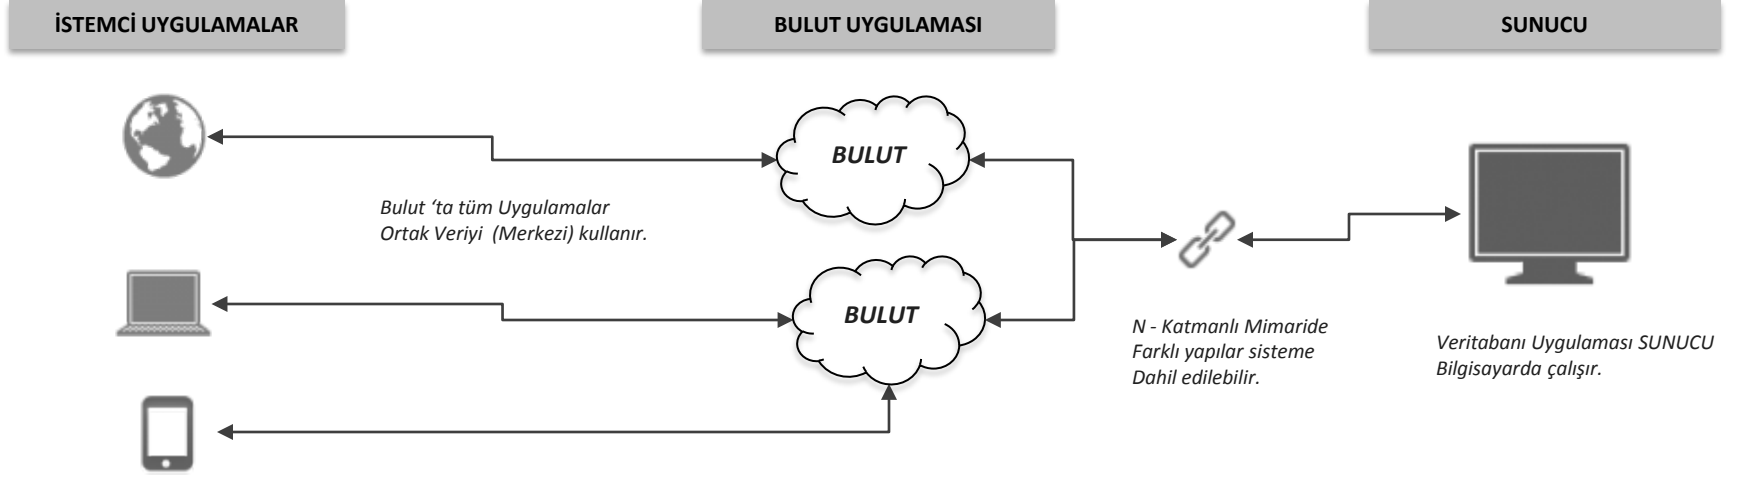 İSTEMCİ UYGULAMALAR
BULUT UYGULAMASI
SUNUCU
BULUT
Bulut ‘ta tüm Uygulamalar
Ortak Veriyi (Merkezi) kullanır.
BULUT
N - Katmanlı Mimaride
Farklı yapılar sisteme
Dahil edilebilir.
Veritabanı Uygulaması SUNUCU
Bilgisayarda çalışır.